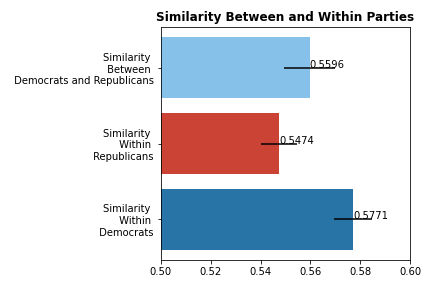 Similarity Between and Within Parties
Similarity
Between
Democrats and Republicans
0.5596
Similarity
Within
Republicans
0.5474
Similarity
Within
Democrats
0.5771
0.50 0.52 0.54 0.56 0.58 0.60